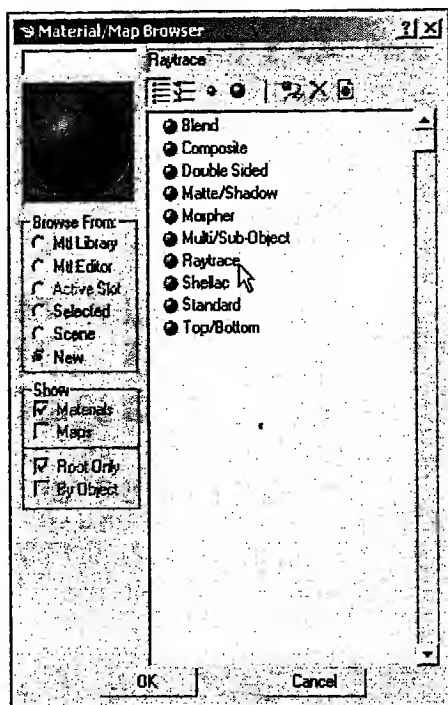 Material/Map Browser
Raytrace
Blend
Composite
Double Sided
Matte/Shadow
Morpher
Multi/Sub-Object
Raytrace
Shellac
Standard
Top/Bottom
Browse From:
Mtl Library
Mtl Editor
Active Slot
Selected
Scene
New
Show
Materials
Maps
Root Only
By Object
OK
Cancel